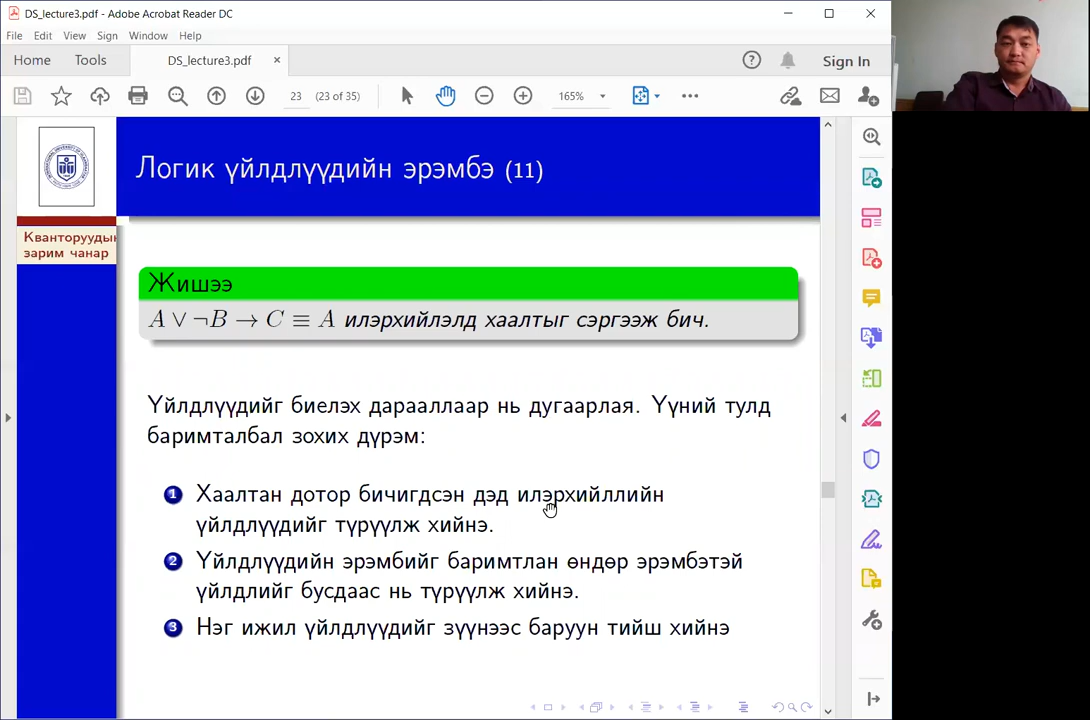 DS_lecture3.pdf - Adobe Acrobat Reader DC
File Edit View Sign Window Help
Home Tools DS_lecture3.pdf × Sign In
23 (23 of 35) 165%
Логик үйлдлүүдийн эрэмбэ (11)
Кванторуудын
зарим чанар
Жишээ
A ∨ ¬B → C ≡ A илэрхийлэлд хаалтыг сэргээж бич.
Үйлдлүүдийг биелэх дарааллаар нь дугаарлая. Үүний тулд
баримталбал зохих дүрэм:
1 Хаалтан дотор бичигдсэн дэд илэрхийллийн
үйлдлүүдийг түрүүлж хийнэ.
2 Үйлдлүүдийн эрэмбийг баримтлан өндөр эрэмбэтэй
үйлдлийг бусдаас нь түрүүлж хийнэ.
3 Нэг ижил үйлдлүүдийг зүүнээс баруун тийш хийнэ